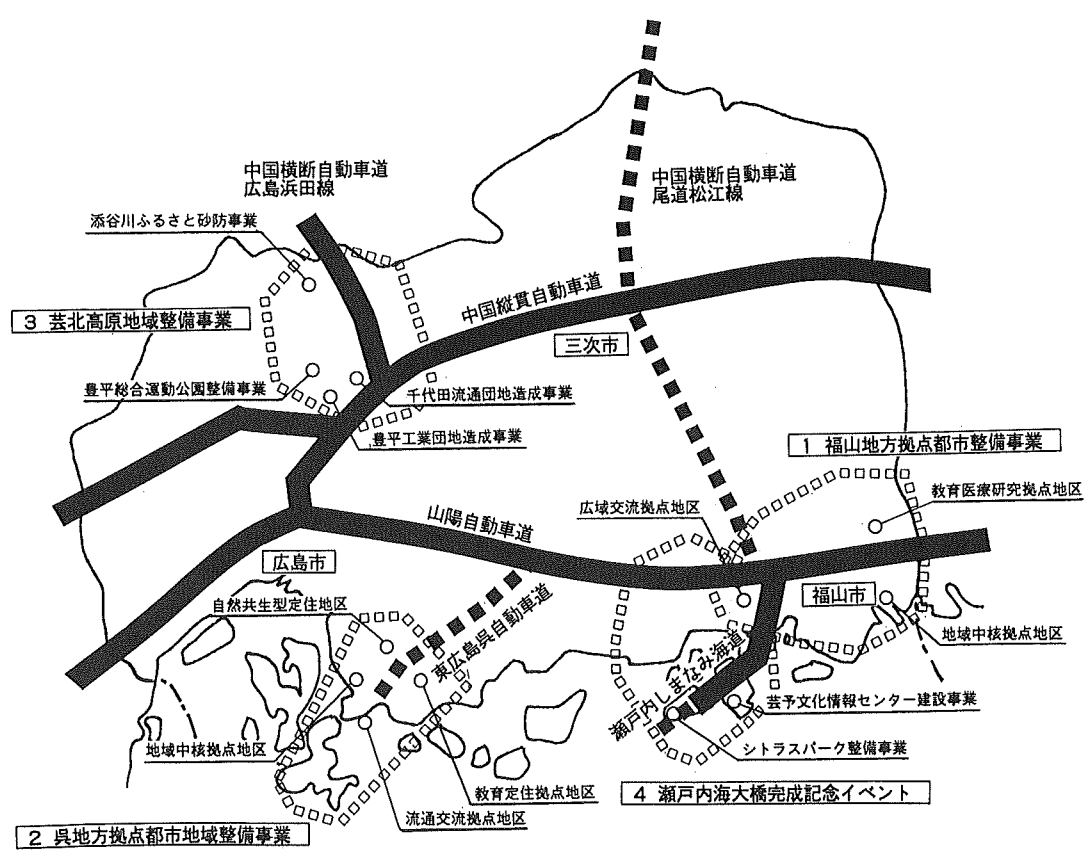 中国横断自動車道
広島浜田線
中国横断自動車道
尾道松江線
添谷川ふるさと砂防事業
中国縦貫自動車道
3 芸北高原地域整備事業
三次市
豊平総合運動公園整備事業
千代田流通団地造成事業
豊平工業団地造成事業
1 福山地方拠点都市整備事業
教育医療研究拠点地区
広域交流拠点地区
山陽自動車道
広島市
福山市
自然共生型定住地区
東広島呉自動車道
地域中核拠点地区
瀬戸内しまなみ海道
芸予文化情報センター建設事業
地域中核拠点地区
シトラスパーク整備事業
教育定住拠点地区
4 瀬戸内海大橋完成記念イベント
流通交流拠点地区
2 呉地方拠点都市地域整備事業